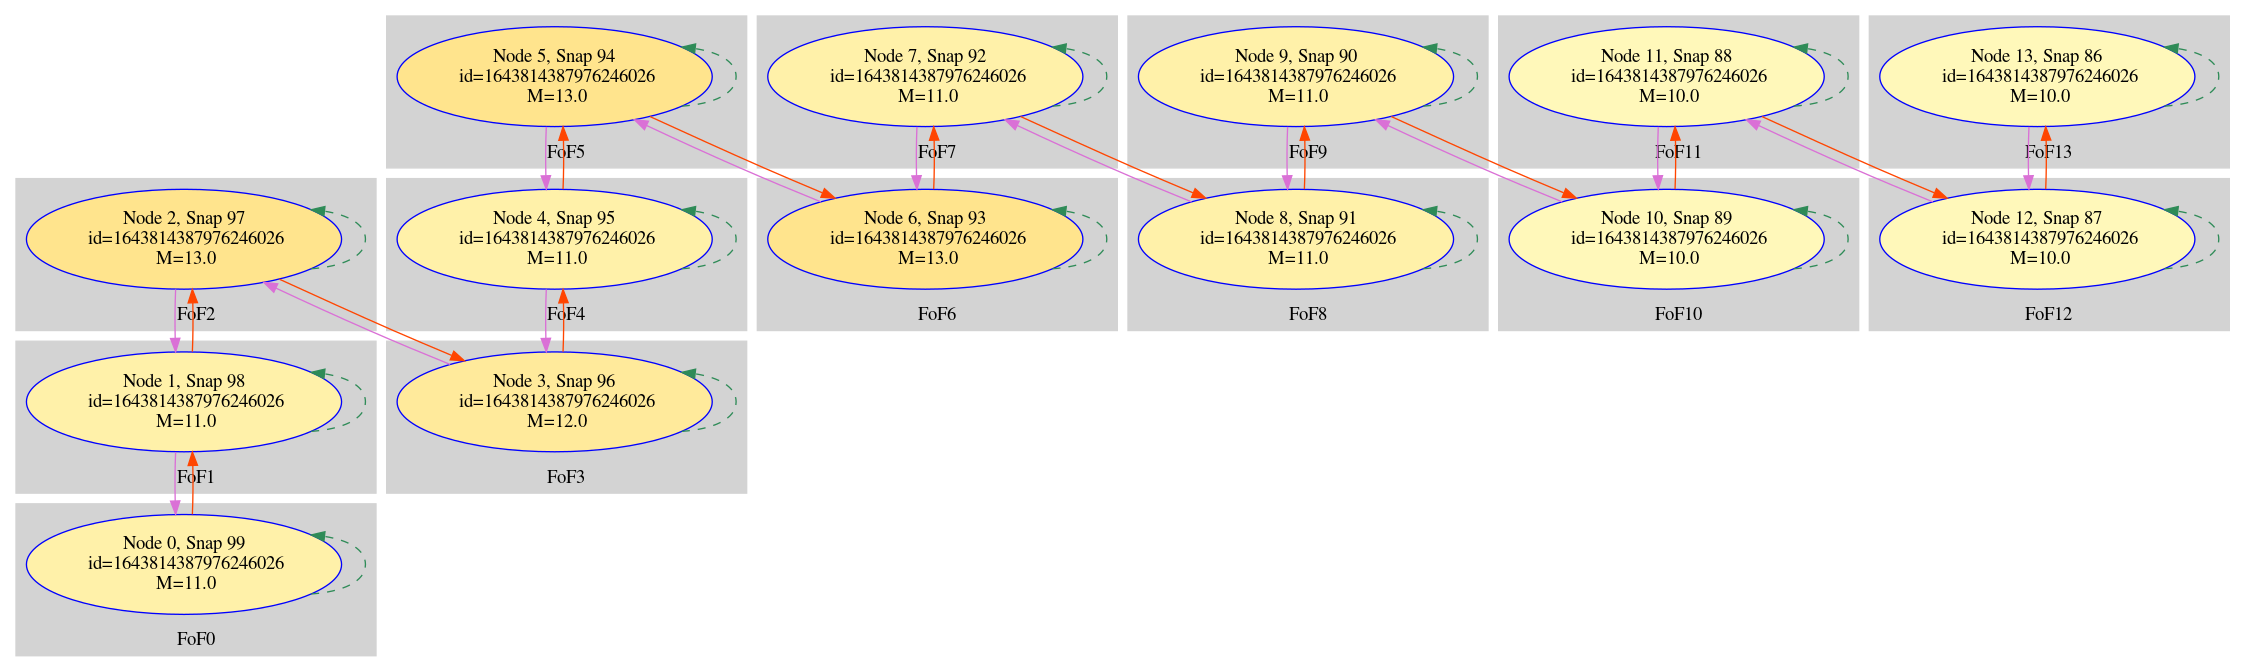 Node 5, Snap 94
id=1643814387976246026
M=13.0
FoF5
Node 7, Snap 92
id=1643814387976246026
M=11.0
FoF7
Node 9, Snap 90
id=1643814387976246026
M=11.0
FoF9
Node 11, Snap 88
id=1643814387976246026
M=10.0
FoF11
Node 13, Snap 86
id=1643814387976246026
M=10.0
FoF13
Node 2, Snap 97
id=1643814387976246026
M=13.0
FoF2
Node 4, Snap 95
id=1643814387976246026
M=11.0
FoF4
Node 6, Snap 93
id=1643814387976246026
M=13.0
FoF6
Node 8, Snap 91
id=1643814387976246026
M=11.0
FoF8
Node 10, Snap 89
id=1643814387976246026
M=10.0
FoF10
Node 12, Snap 87
id=1643814387976246026
M=10.0
FoF12
Node 1, Snap 98
id=1643814387976246026
M=11.0
FoF1
Node 3, Snap 96
id=1643814387976246026
M=12.0
FoF3
Node 0, Snap 99
id=1643814387976246026
M=11.0
FoF0